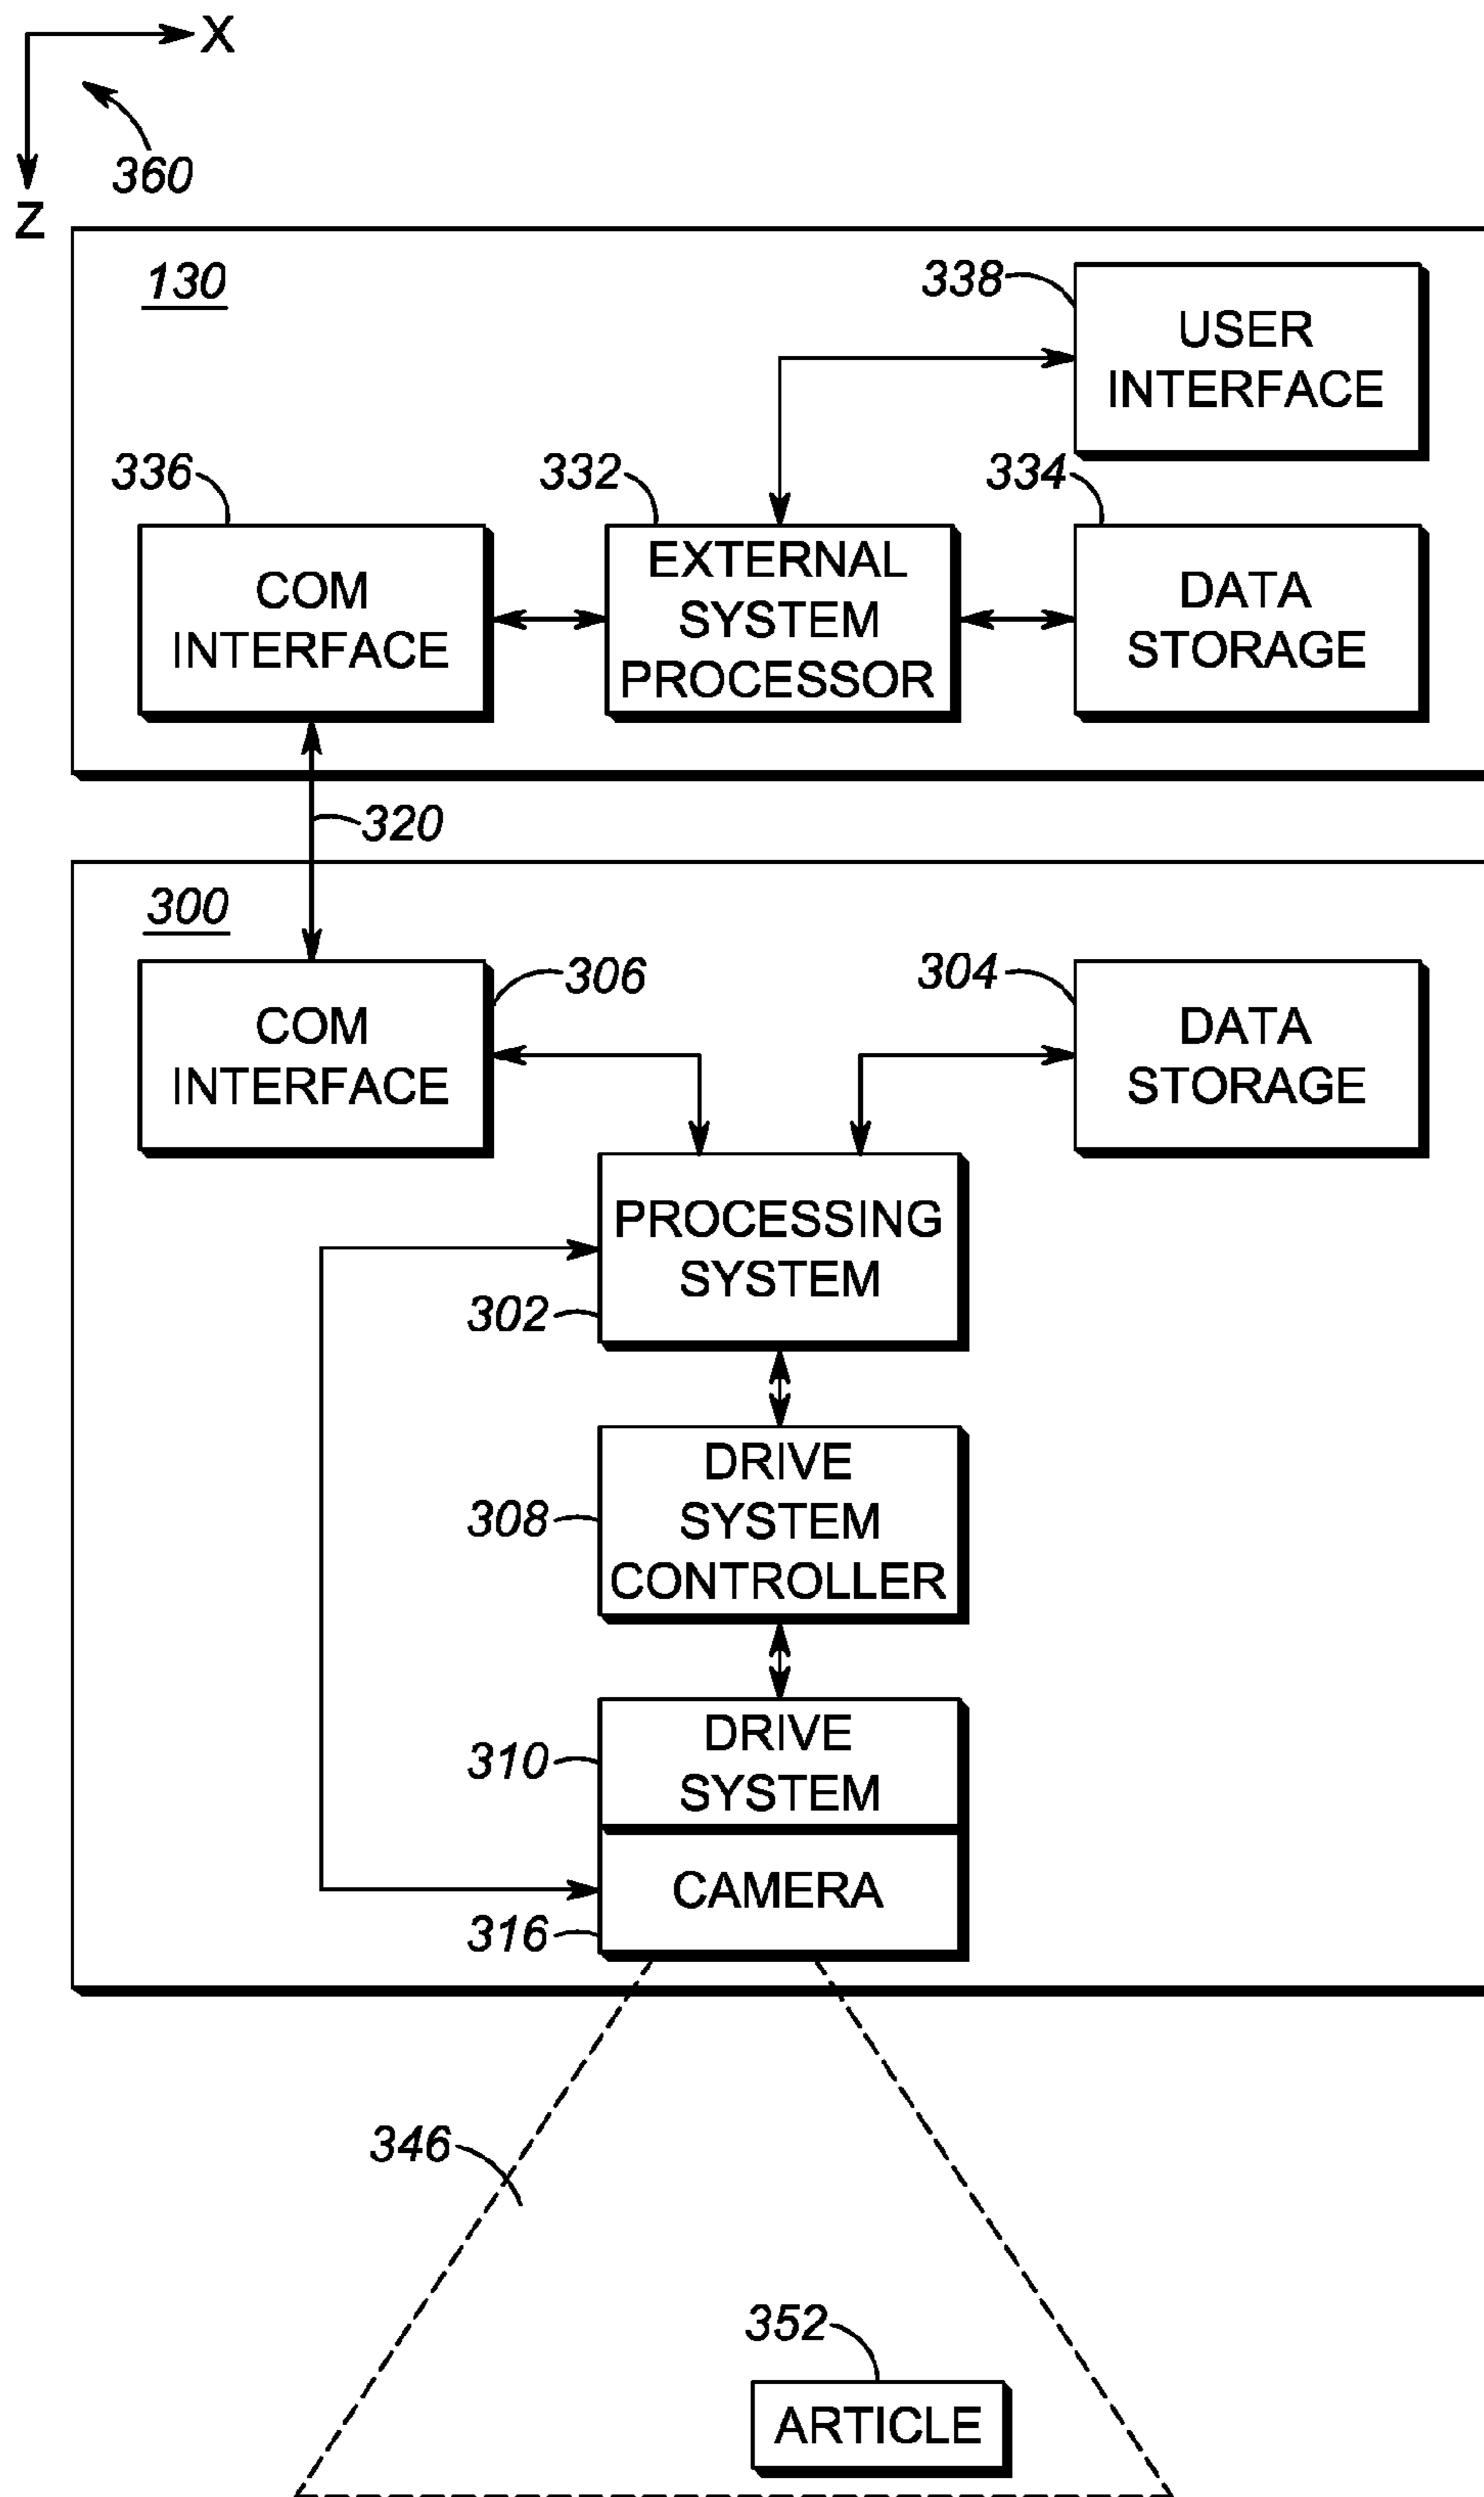 X
360
Z
130
338
USER
INTERFACE
336
332
334
COM
INTERFACE
EXTERNAL
SYSTEM
PROCESSOR
DATA
STORAGE
320
300
306
304
COM
INTERFACE
DATA
STORAGE
PROCESSING
SYSTEM
302
DRIVE
SYSTEM
CONTROLLER
308
DRIVE
SYSTEM
310
CAMERA
316
346
352
ARTICLE